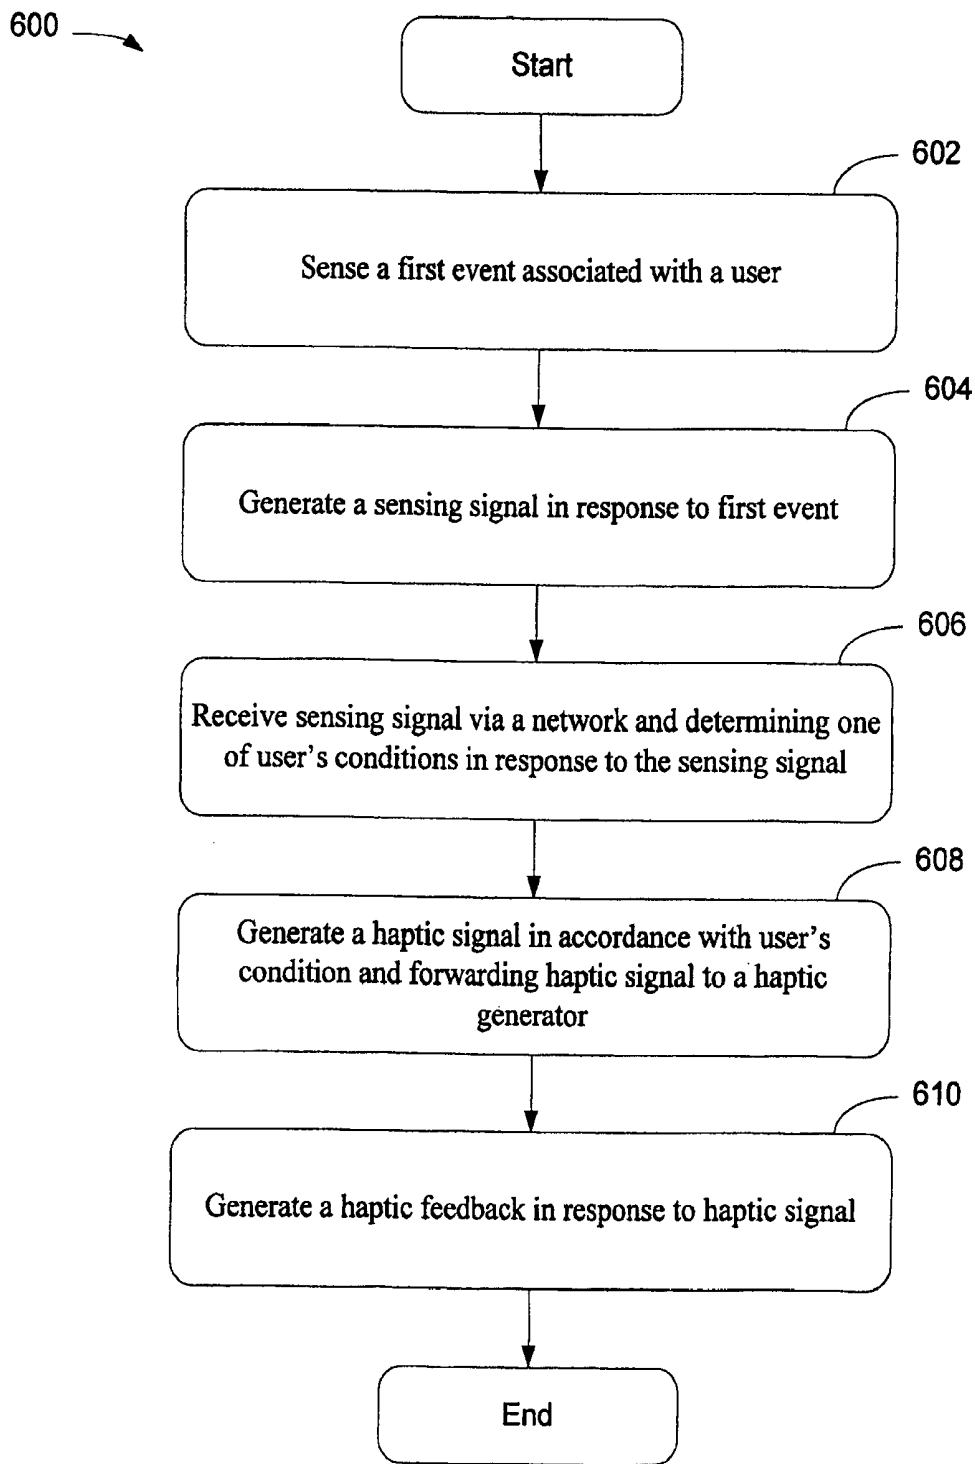 600
Start
602
Sense a first event associated with a user
604
Generate a sensing signal in response to first event
606
Receive sensing signal via a network and determining one
of user's conditions in response to the sensing signal
608
Generate a haptic signal in accordance with user's
condition and forwarding haptic signal to a haptic
generator
610
Generate a haptic feedback in response to haptic signal
End